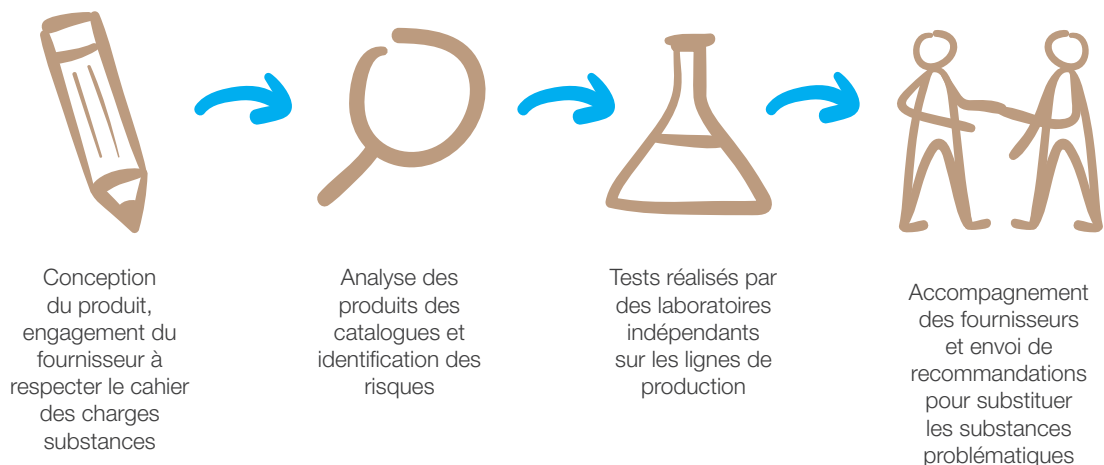 Conception
du produit,
engagement du
fournisseur à
respecter le cahier
des charges
substances
Analyse des
produits des
catalogues et
identification des
risques
Tests réalisés par
des laboratoires
indépendants
sur les lignes de
production
Accompagnement
des fournisseurs
et envoi de
recommandations
pour substituer
les substances
problématiques